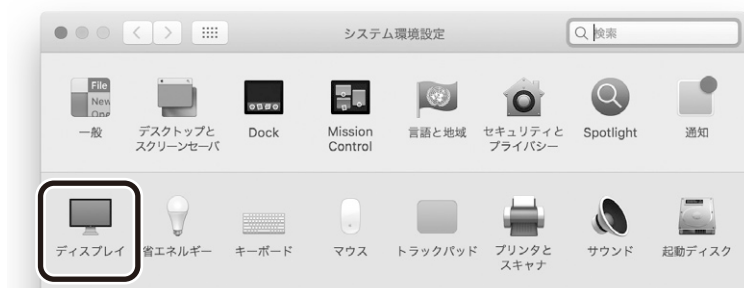 システム環境設定
検索
File
New
One
一般
デスクトップと
スクリーンセーバ
Dock
Mission
Control
言語と地域
セキュリティと
プライバシー
Spotlight
通知
ディスプレイ
省エネルギー
キーボード
マウス
トラックパッド
プリンタと
スキャナ
サウンド
起動ディスク